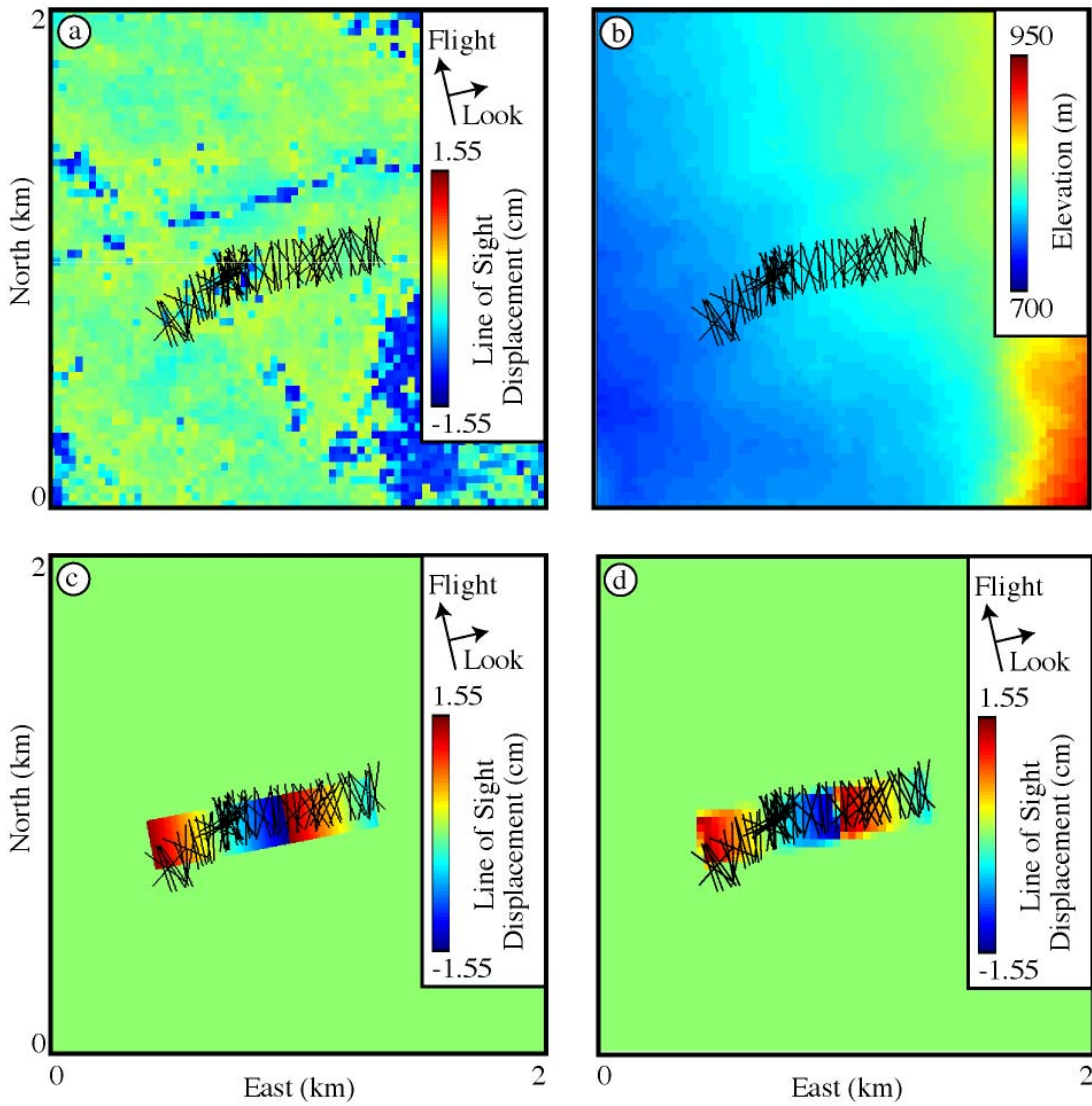 2
a
Flight
Look
1.55
Line of Sight
Displacement (cm)
-1.55
North (km)
0
b
950
Elevation (m)
700
2
c
Flight
Look
1.55
Line of Sight
Displacement (cm)
-1.55
North (km)
0
0
East (km)
2
d
Flight
Look
1.55
Line of Sight
Displacement (cm)
-1.55
0
East (km)
2